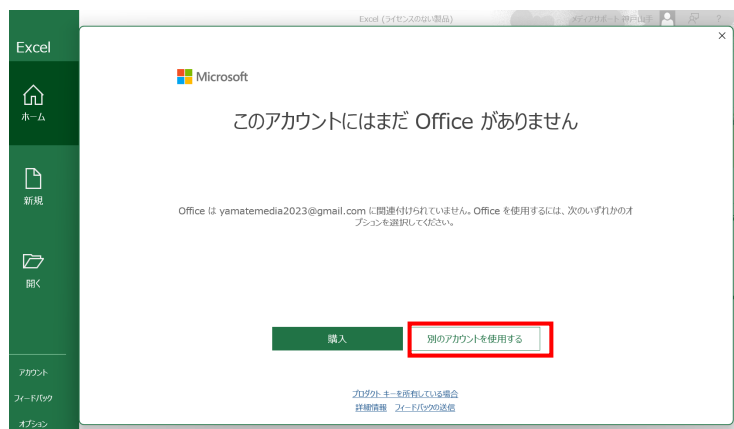 Excel (ライセンスのない製品)
メディアサポート 神戸山手
?
Excel
ホーム
新規
開く
アカウント
フィードバック
オプション
Microsoft
このアカウントにはまだ Office がありません
Office は yamatemedia2023@gmail.com に関連付けられていません。Office を使用するには、次のいずれかのオ
プションを選択してください。
購入
別のアカウントを使用する
プロダクト キーを所有している場合
詳細情報 フィードバックの送信